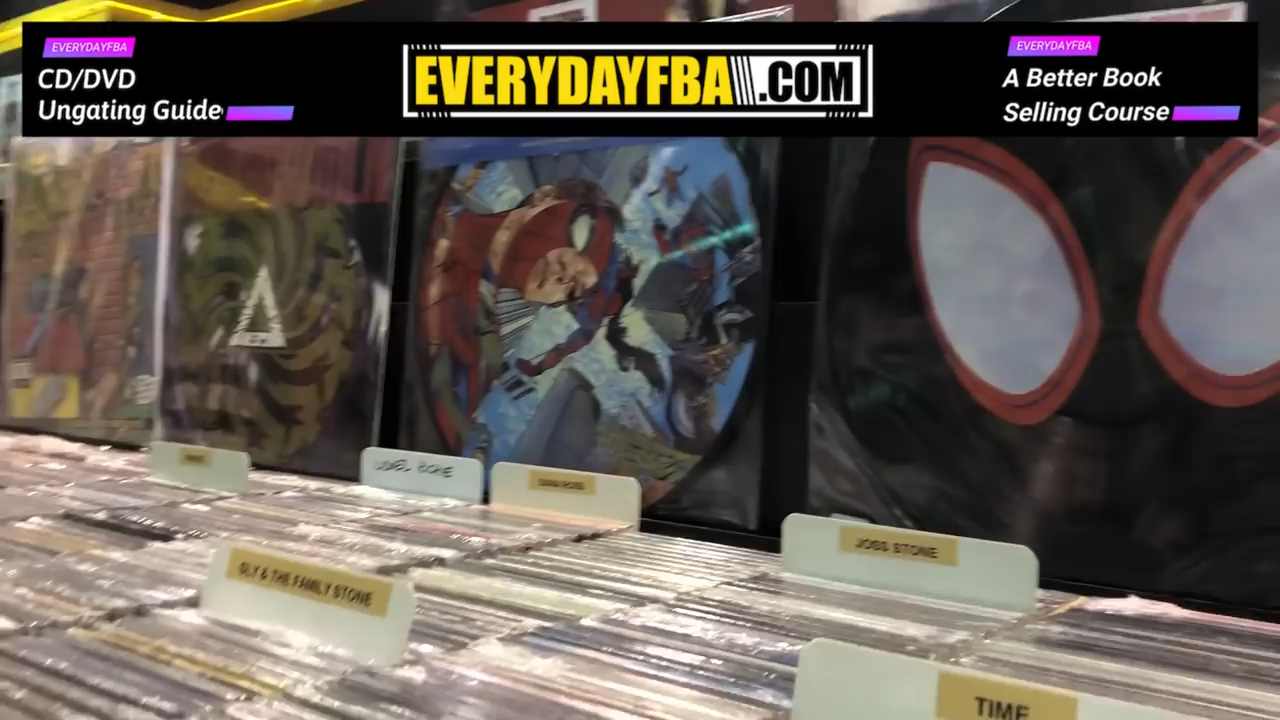 EVERYDAYFBA
CD/DVD
Ungating Guide
EVERYDAYFBA.COM
EVERYDAYFBA
A Better Book
Selling Course
JOSS STONE
SLY & THE FAMILY STONE
TIME